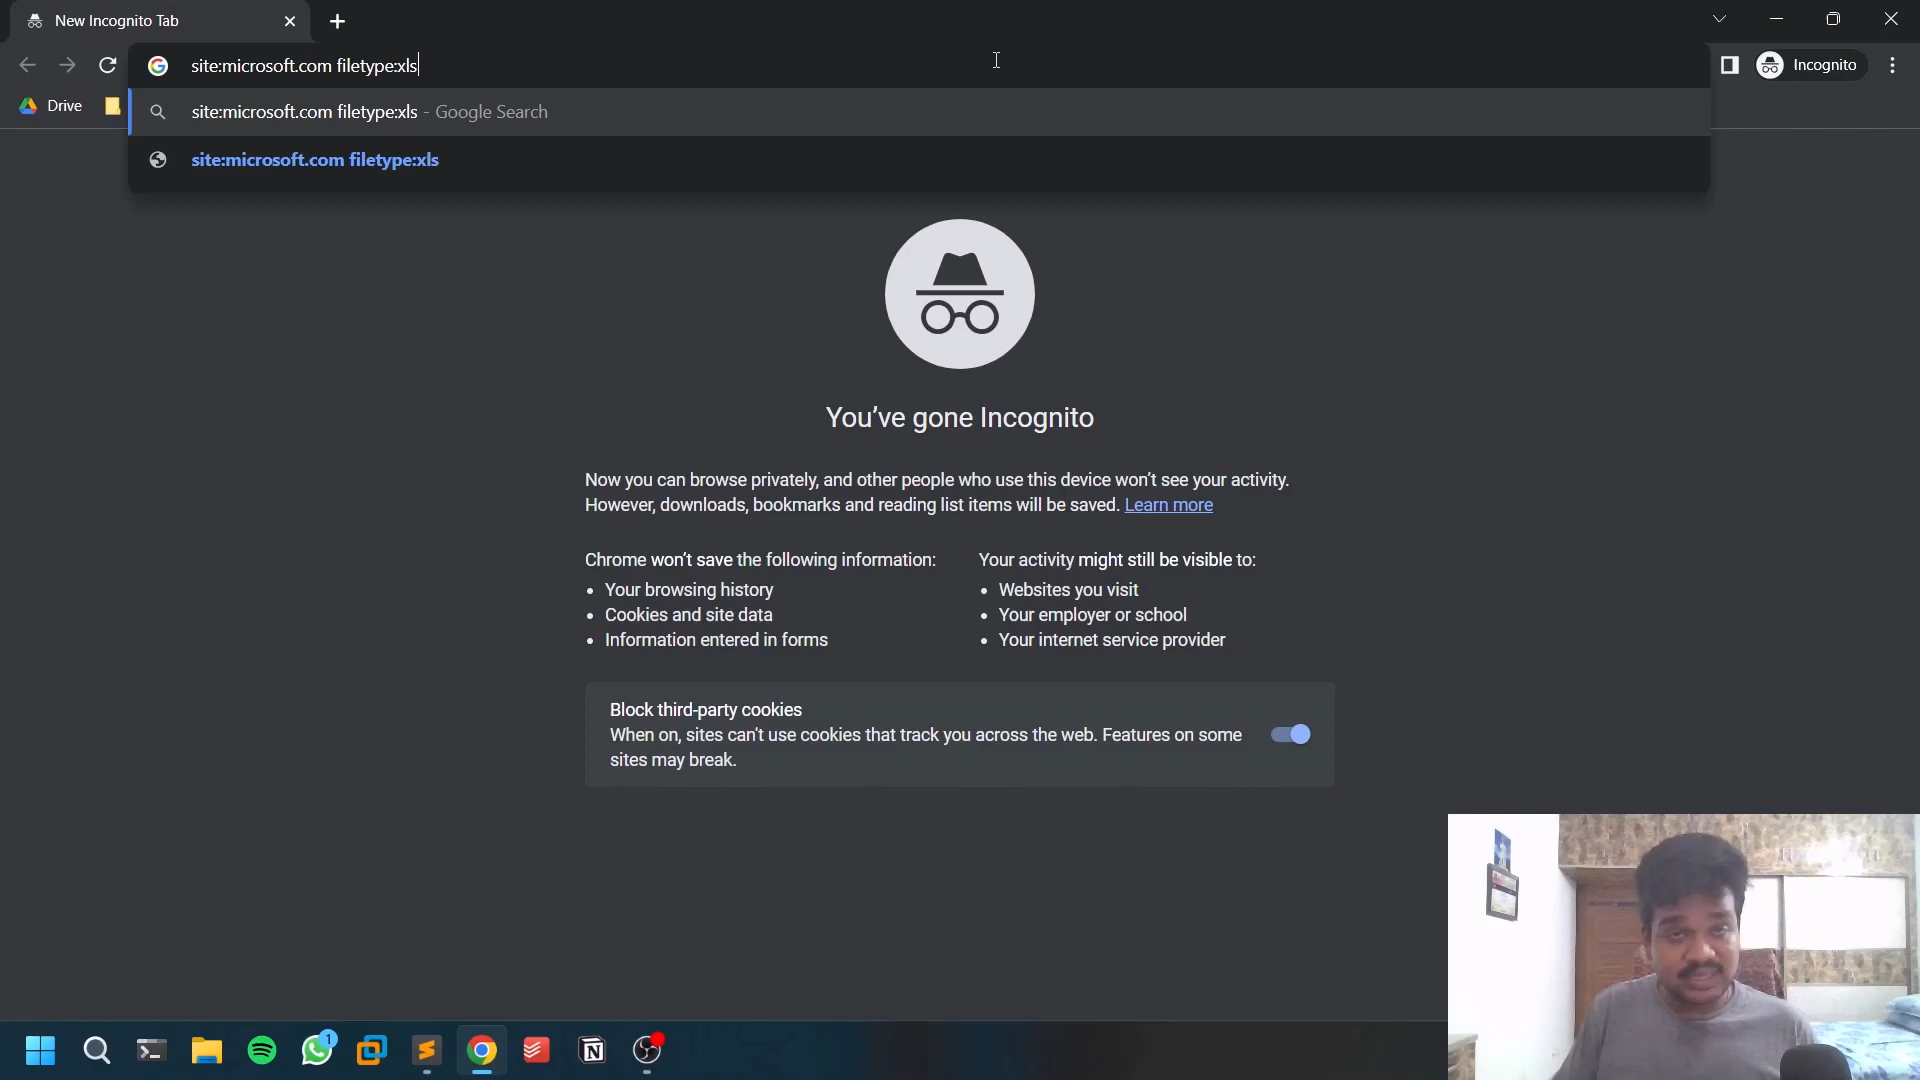 New Incognito Tab
site:microsoft.com filetype:xls
Incognito
Drive
site:microsoft.com filetype:xls - Google Search
site:microsoft.com filetype:xls
You've gone Incognito
Now you can browse privately, and other people who use this device won't see your activity.
However, downloads, bookmarks and reading list items will be saved. Learn more
Chrome won't save the following information:
• Your browsing history
• Cookies and site data
• Information entered in forms
Your activity might still be visible to:
• Websites you visit
• Your employer or school
• Your internet service provider
Block third-party cookies
When on, sites can't use cookies that track you across the web. Features on some
sites may break.
1